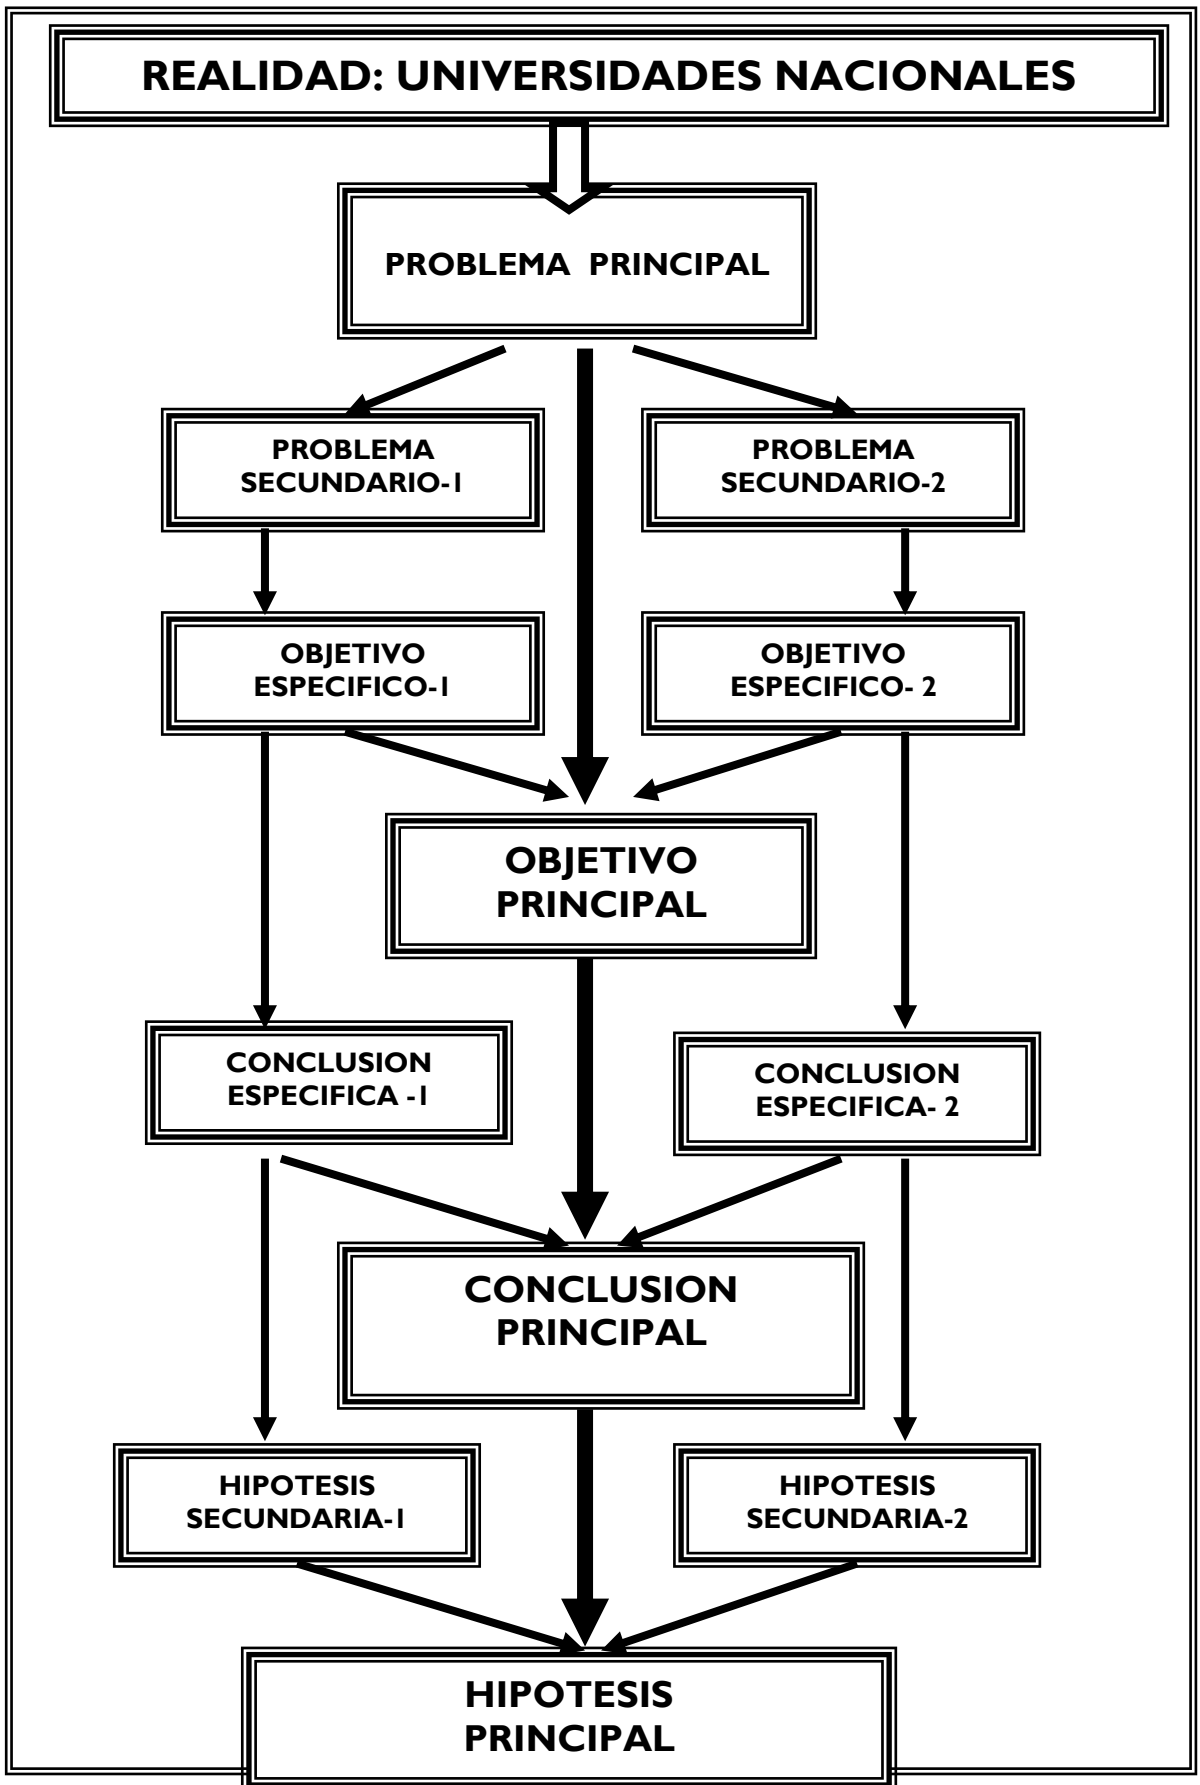 REALIDAD: UNIVERSIDADES NACIONALES
PROBLEMA PRINCIPAL
PROBLEMA
SECUNDARIO-1
PROBLEMA
SECUNDARIO-2
OBJETIVO
ESPECIFICO-1
OBJETIVO
ESPECIFICO- 2
OBJETIVO
PRINCIPAL
CONCLUSION
ESPECIFICA -1
CONCLUSION
ESPECIFICA- 2
CONCLUSION
PRINCIPAL
HIPOTESIS
SECUNDARIA-1
HIPOTESIS
SECUNDARIA-2
HIPOTESIS
PRINCIPAL